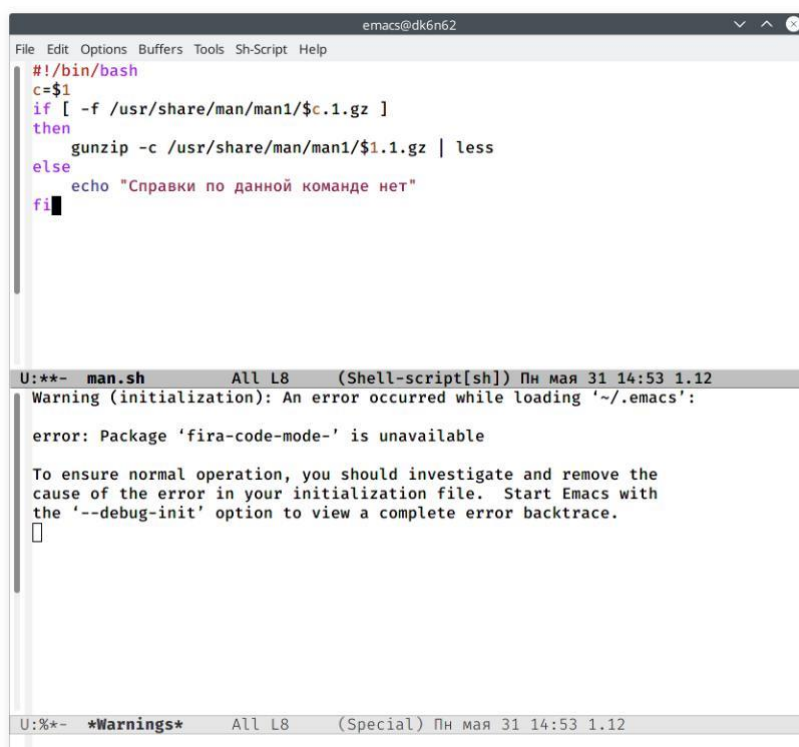 emacs@dk6n62
File Edit Options Buffers Tools Sh-Script Help
#!/bin/bash
c=$1
if [ -f /usr/share/man/man1/$c.1.gz ]
then
    gunzip -c /usr/share/man/man1/$1.1.gz | less
else
    echo "Справки по данной команде нет"
fi
U:**-  man.sh         All L8     (Shell-script[sh]) Пн мая 31 14:53 1.12
Warning (initialization): An error occurred while loading ‘~/.emacs’:
error: Package ‘fira-code-mode-’ is unavailable
To ensure normal operation, you should investigate and remove the
cause of the error in your initialization file.  Start Emacs with
the ‘--debug-init’ option to view a complete error backtrace.
U:%*-  *Warnings*     All L8     (Special) Пн мая 31 14:53 1.12